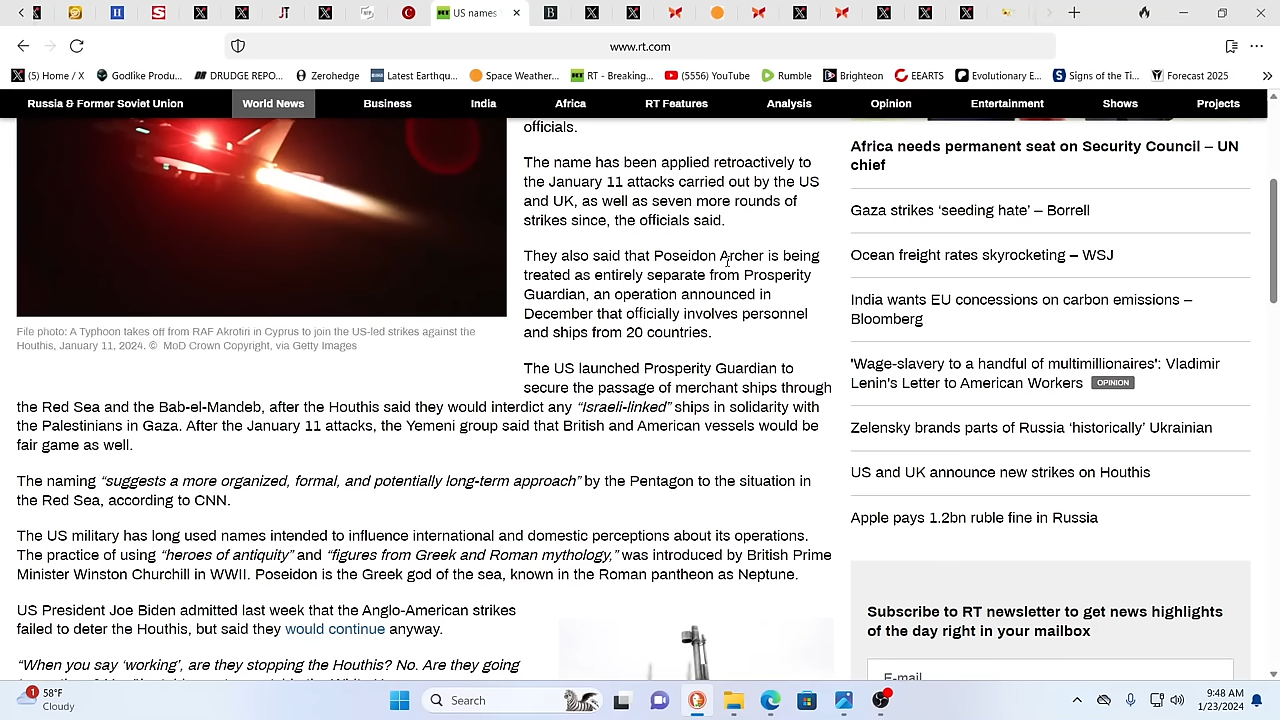 US names
www.rt.com
(5) Home / X
Godlike Produ...
DRUDGE REPO...
Zerohedge
Latest Earthqu...
Space Weather...
RT - Breaking...
(5556) YouTube
Rumble
Brighteon
EEARTS
Evolutionary E...
Signs of the Ti...
Forecast 2025
Russia & Former Soviet Union
World News
Business
India
Africa
RT Features
Analysis
Opinion
Entertainment
Shows
Projects
officials.
The name has been applied retroactively to
the January 11 attacks carried out by the US
and UK, as well as seven more rounds of
strikes since, the officials said.
They also said that Poseidon Archer is being
treated as entirely separate from Prosperity
Guardian, an operation announced in
December that officially involves personnel
and ships from 20 countries.
File photo: A Typhoon takes off from RAF Akrotiri in Cyprus to join the US-led strikes against the
Houthis, January 11, 2024. © MoD Crown Copyright, via Getty Images
The US launched Prosperity Guardian to
secure the passage of merchant ships through
the Red Sea and the Bab-el-Mandeb, after the Houthis said they would interdict any “Israeli-linked” ships in solidarity with
the Palestinians in Gaza. After the January 11 attacks, the Yemeni group said that British and American vessels would be
fair game as well.
The naming “suggests a more organized, formal, and potentially long-term approach” by the Pentagon to the situation in
the Red Sea, according to CNN.
The US military has long used names intended to influence international and domestic perceptions about its operations.
The practice of using “heroes of antiquity” and “figures from Greek and Roman mythology,” was introduced by British Prime
Minister Winston Churchill in WWII. Poseidon is the Greek god of the sea, known in the Roman pantheon as Neptune.
US President Joe Biden admitted last week that the Anglo-American strikes
failed to deter the Houthis, but said they would continue anyway.
“When you say ‘working’, are they stopping the Houthis? No. Are they going
Africa needs permanent seat on Security Council – UN
chief
Gaza strikes ‘seeding hate’ – Borrell
Ocean freight rates skyrocketing – WSJ
India wants EU concessions on carbon emissions –
Bloomberg
'Wage-slavery to a handful of multimillionaires': Vladimir
Lenin's Letter to American Workers OPINION
Zelensky brands parts of Russia ‘historically’ Ukrainian
US and UK announce new strikes on Houthis
Apple pays 1.2bn ruble fine in Russia
Subscribe to RT newsletter to get news highlights
of the day right in your mailbox
E-mail
1
58°F
Cloudy
Search
9:48 AM
1/23/2024